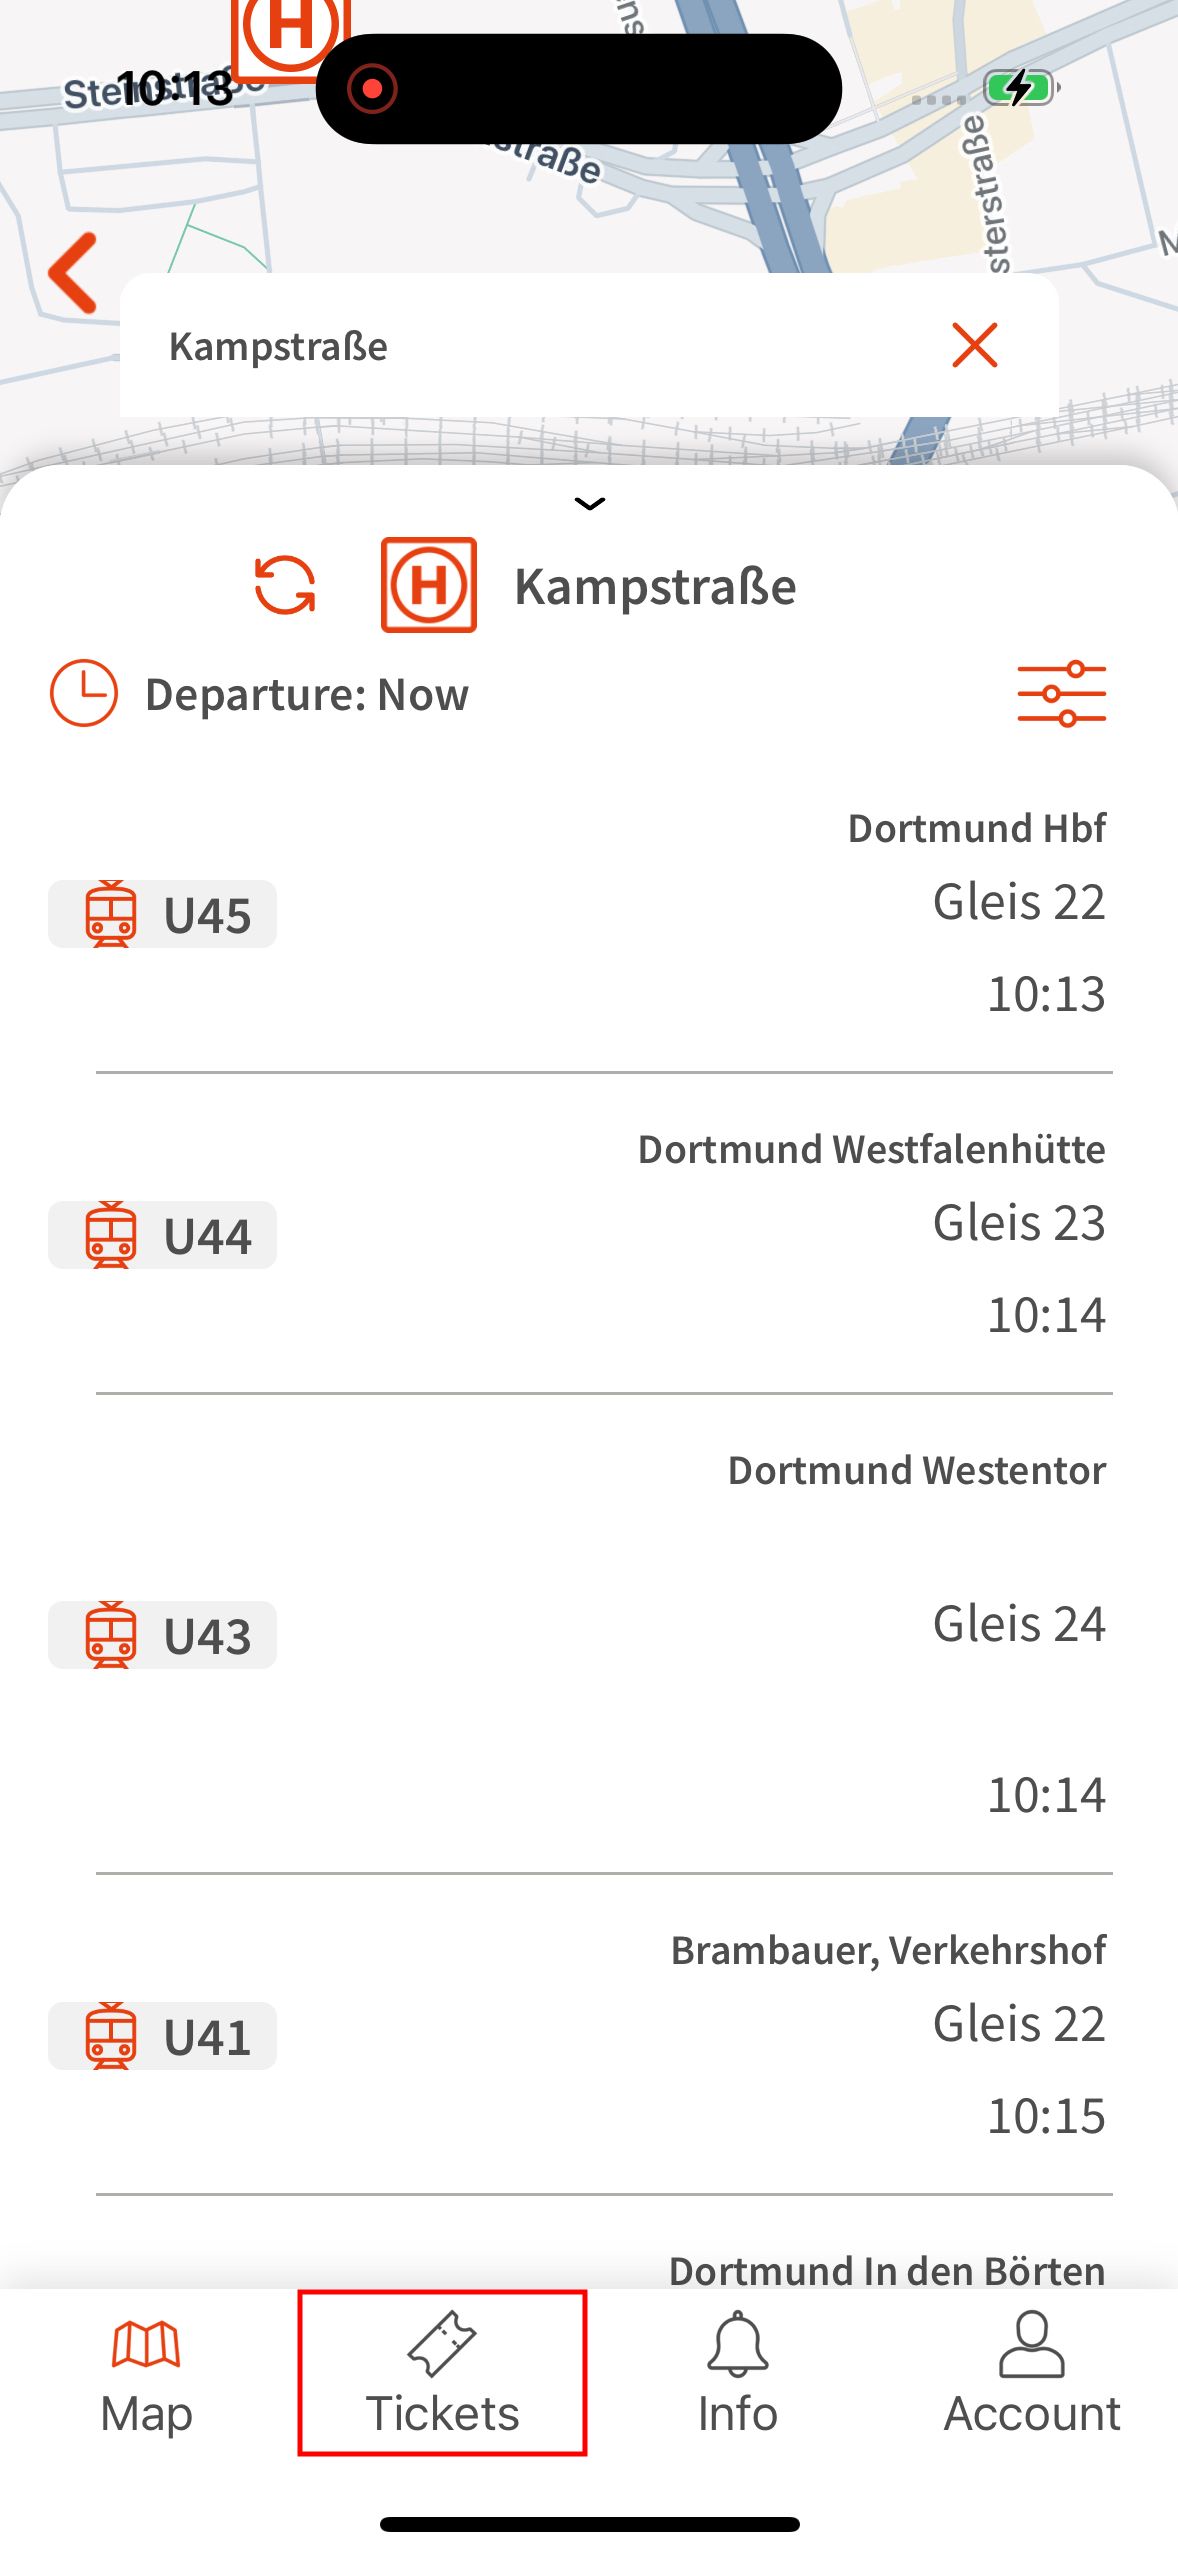 H
10:13
straße
sterstraße
Kampstraße
H Kampstraße
Departure: Now
Dortmund Hbf
U45 Gleis 22
10:13
Dortmund Westfalenhütte
U44 Gleis 23
10:14
Dortmund Westentor
U43 Gleis 24
10:14
Brambauer, Verkehrshof
U41 Gleis 22
10:15
Dortmund In den Börten
Map Tickets Info Account